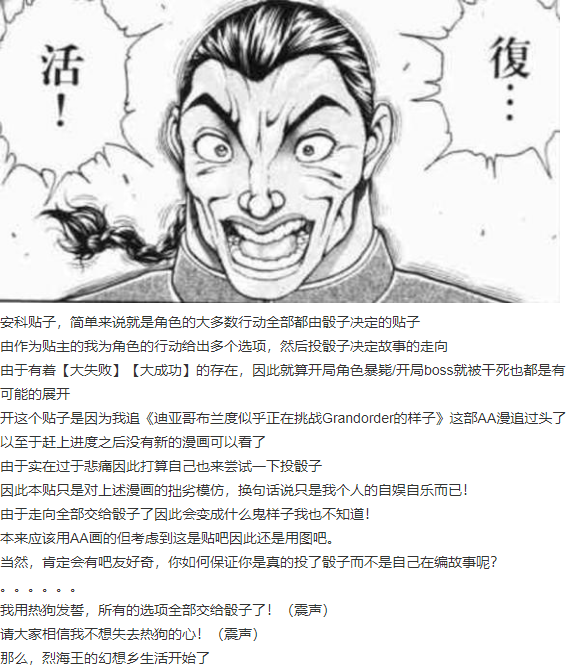 復…
活！
安科贴子，简单来说就是角色的大多数行动全部都由骰子决定的贴子
由作为贴主的我为角色的行动给出多个选项，然后投骰子决定故事的走向
由于有着【大失败】【大成功】的存在，因此就算开局角色暴毙/开局boss就被干死也都是有
可能的展开
开这个贴子是因为我追《迪亚哥布兰度似乎正在挑战Grandorder的样子》这部AA漫追过头了
以至于赶上进度之后没有新的漫画可以看了
由于实在过于悲痛因此打算自己也来尝试一下投骰子
因此本贴只是对上述漫画的拙劣模仿，换句话说只是我个人的自娱自乐而已！
由于走向全部交给骰子了因此会变成什么鬼样子我也不知道！
本来应该用AA画的但考虑到这是贴吧因此还是用图吧。
当然，肯定会有吧友好奇，你如何保证你是真的投了骰子而不是自己在编故事呢？
。。。。。。
我用热狗发誓，所有的选项全部交给骰子了！（震声）
请大家相信我不想失去热狗的心！（震声）
那么，烈海王的幻想乡生活开始了